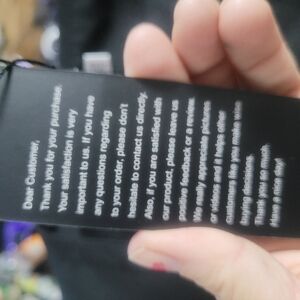 Dear Customer,
Thank you for your purchase.
Your satisfaction is very
important to us. If you have
any questions regarding
to your order, please don't
hesitate to contact us directly.
Also, if you are satisfied with
our product, please leave us
positive feedback or a review.
We really appreciate pictures
or videos and it helps other
customers like you make wise
buying decisions.
Thank you so much.
Have a nice day!